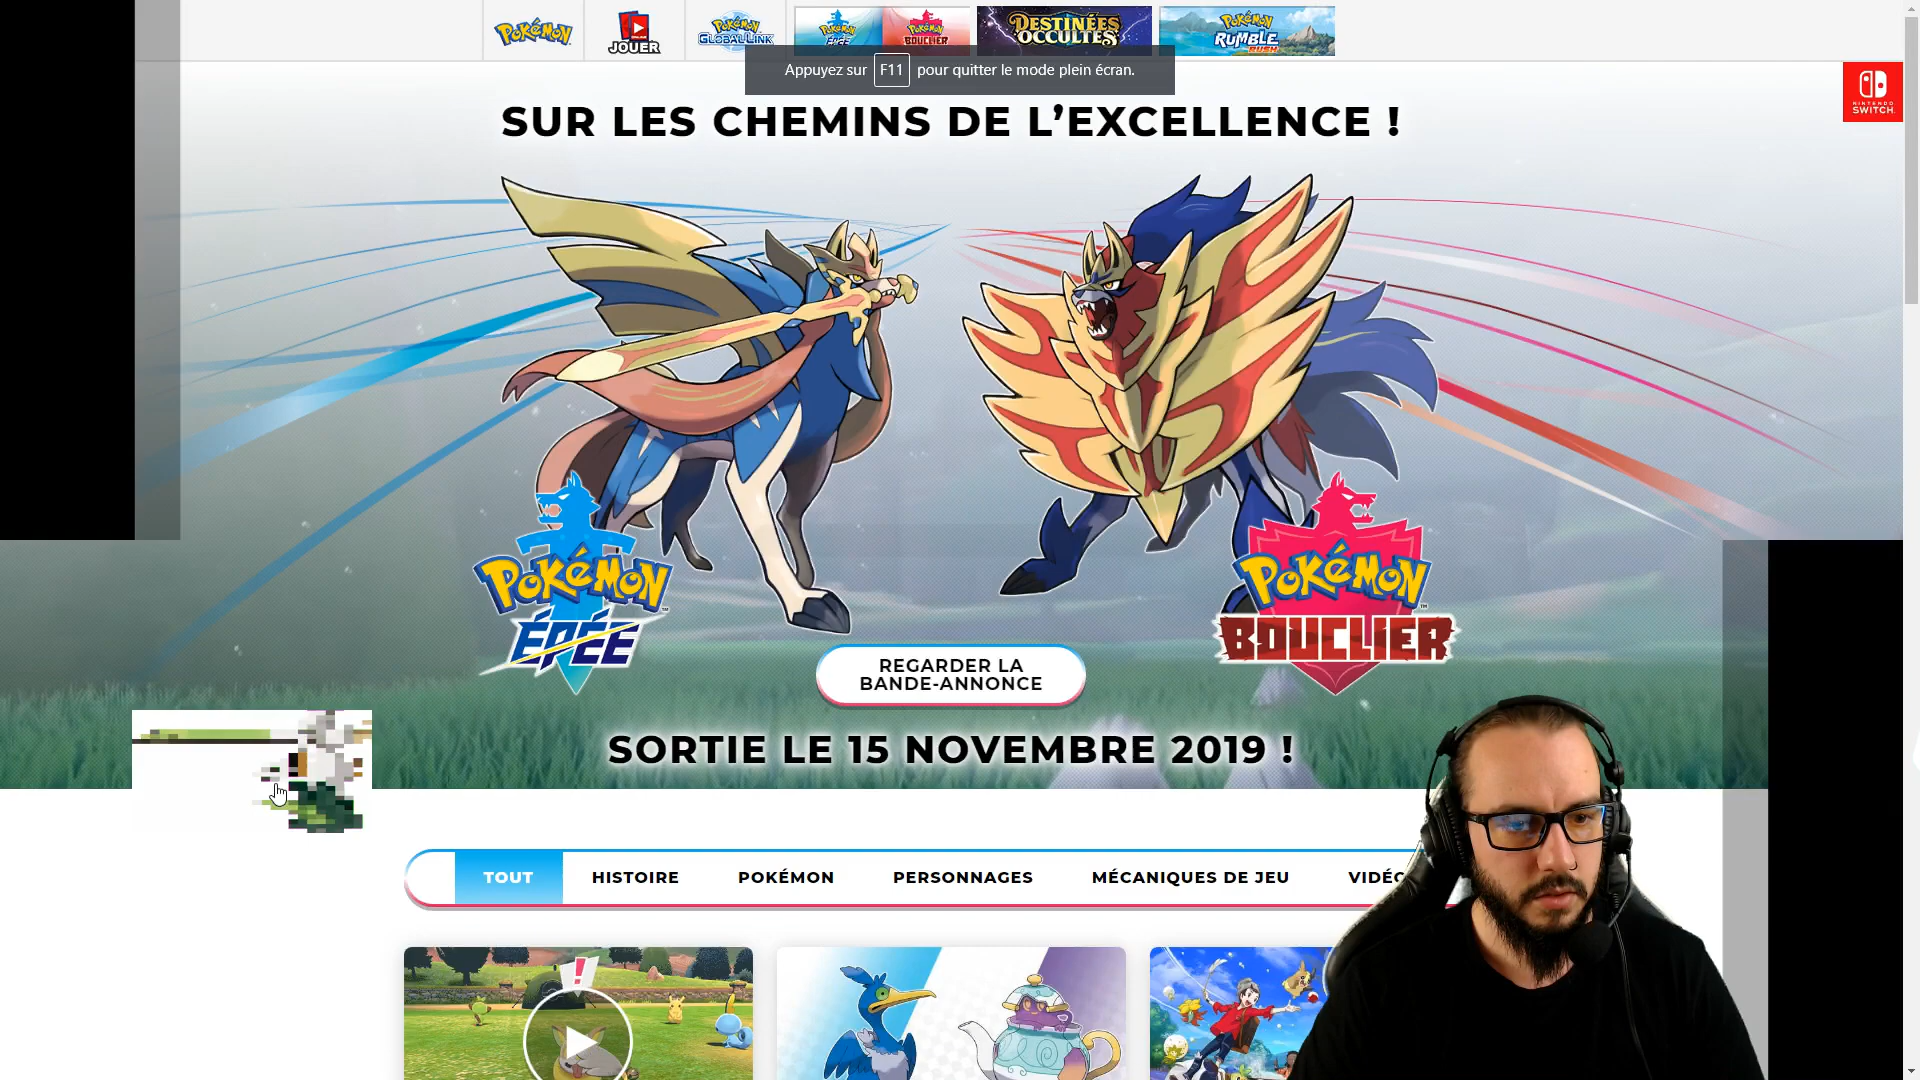 Pokémon
JOUER
Pokémon
GLOBAL LINK
Pokémon
ÉPÉE
Pokémon
BOUCLIER
DESTINÉES
OCCULTES
Pokémon
RUMBLE
RUSH
Appuyez sur F11 pour quitter le mode plein écran.
NINTENDO
SWITCH
SUR LES CHEMINS DE L’EXCELLENCE !
POKéMON
ÉPÉE
POKéMON
BOUCLIER
REGARDER LA
BANDE-ANNONCE
SORTIE LE 15 NOVEMBRE 2019 !
TOUT
HISTOIRE
POKÉMON
PERSONNAGES
MÉCANIQUES DE JEU